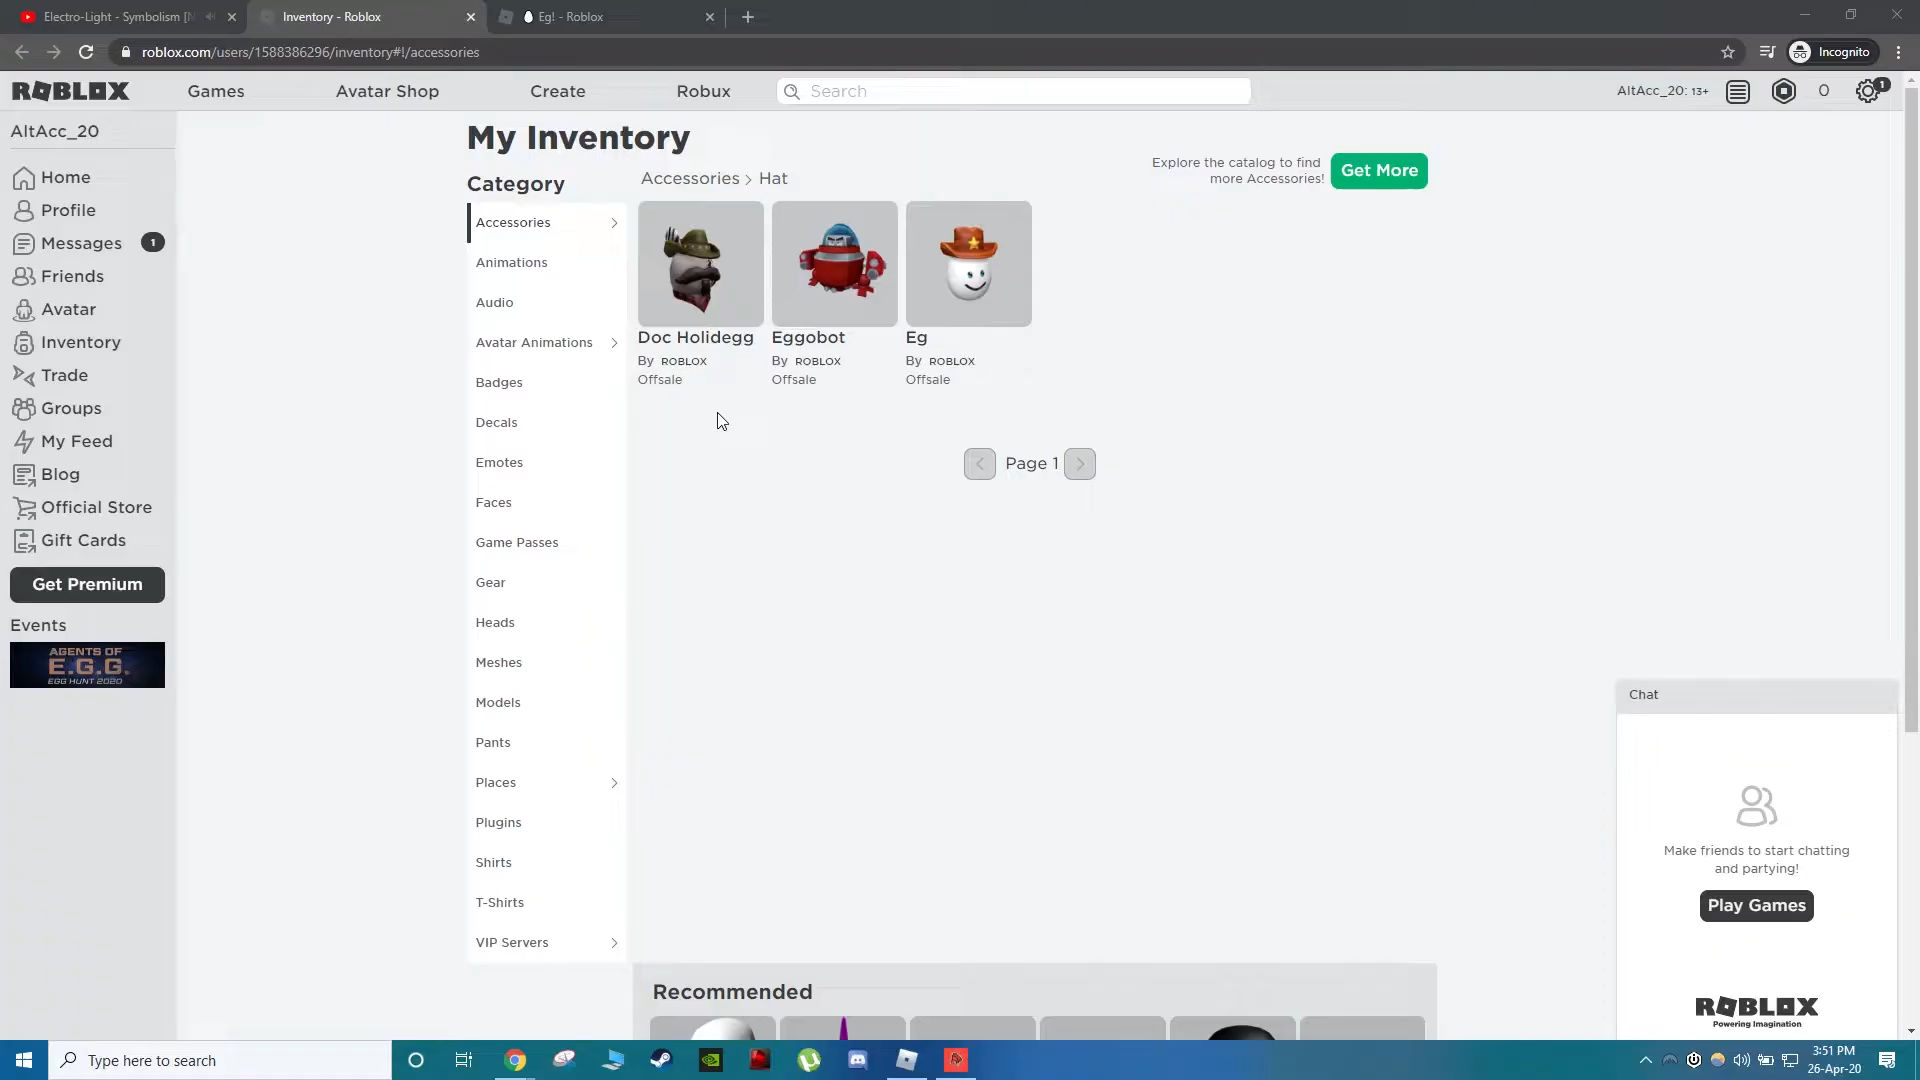 Electro-Light - Symbolism [N
Inventory - Roblox
Eg! - Roblox
roblox.com/users/1588386296/inventory#!/accessories
Incognito
ROBLOX
Games
Avatar Shop
Create
Robux
Search
AltAcc_20: 13+
0
1
AltAcc_20
Home
Profile
Messages
1
Friends
Avatar
Inventory
Trade
Groups
My Feed
Blog
Official Store
Gift Cards
Get Premium
Events
AGENTS OF
E.G.G.
EGG HUNT 2020
My Inventory
Category
Accessories
Animations
Audio
Avatar Animations
Badges
Decals
Emotes
Faces
Game Passes
Gear
Heads
Meshes
Models
Pants
Places
Plugins
Shirts
T-Shirts
VIP Servers
Accessories > Hat
Explore the catalog to find
more Accessories!
Get More
Doc Holidegg
By ROBLOX
Offsale
Eggobot
By ROBLOX
Offsale
Eg
By ROBLOX
Offsale
Page 1
Recommended
Chat
Make friends to start chatting
and partying!
Play Games
ROBLOX
Powering Imagination
Type here to search
3:51 PM
26-Apr-20